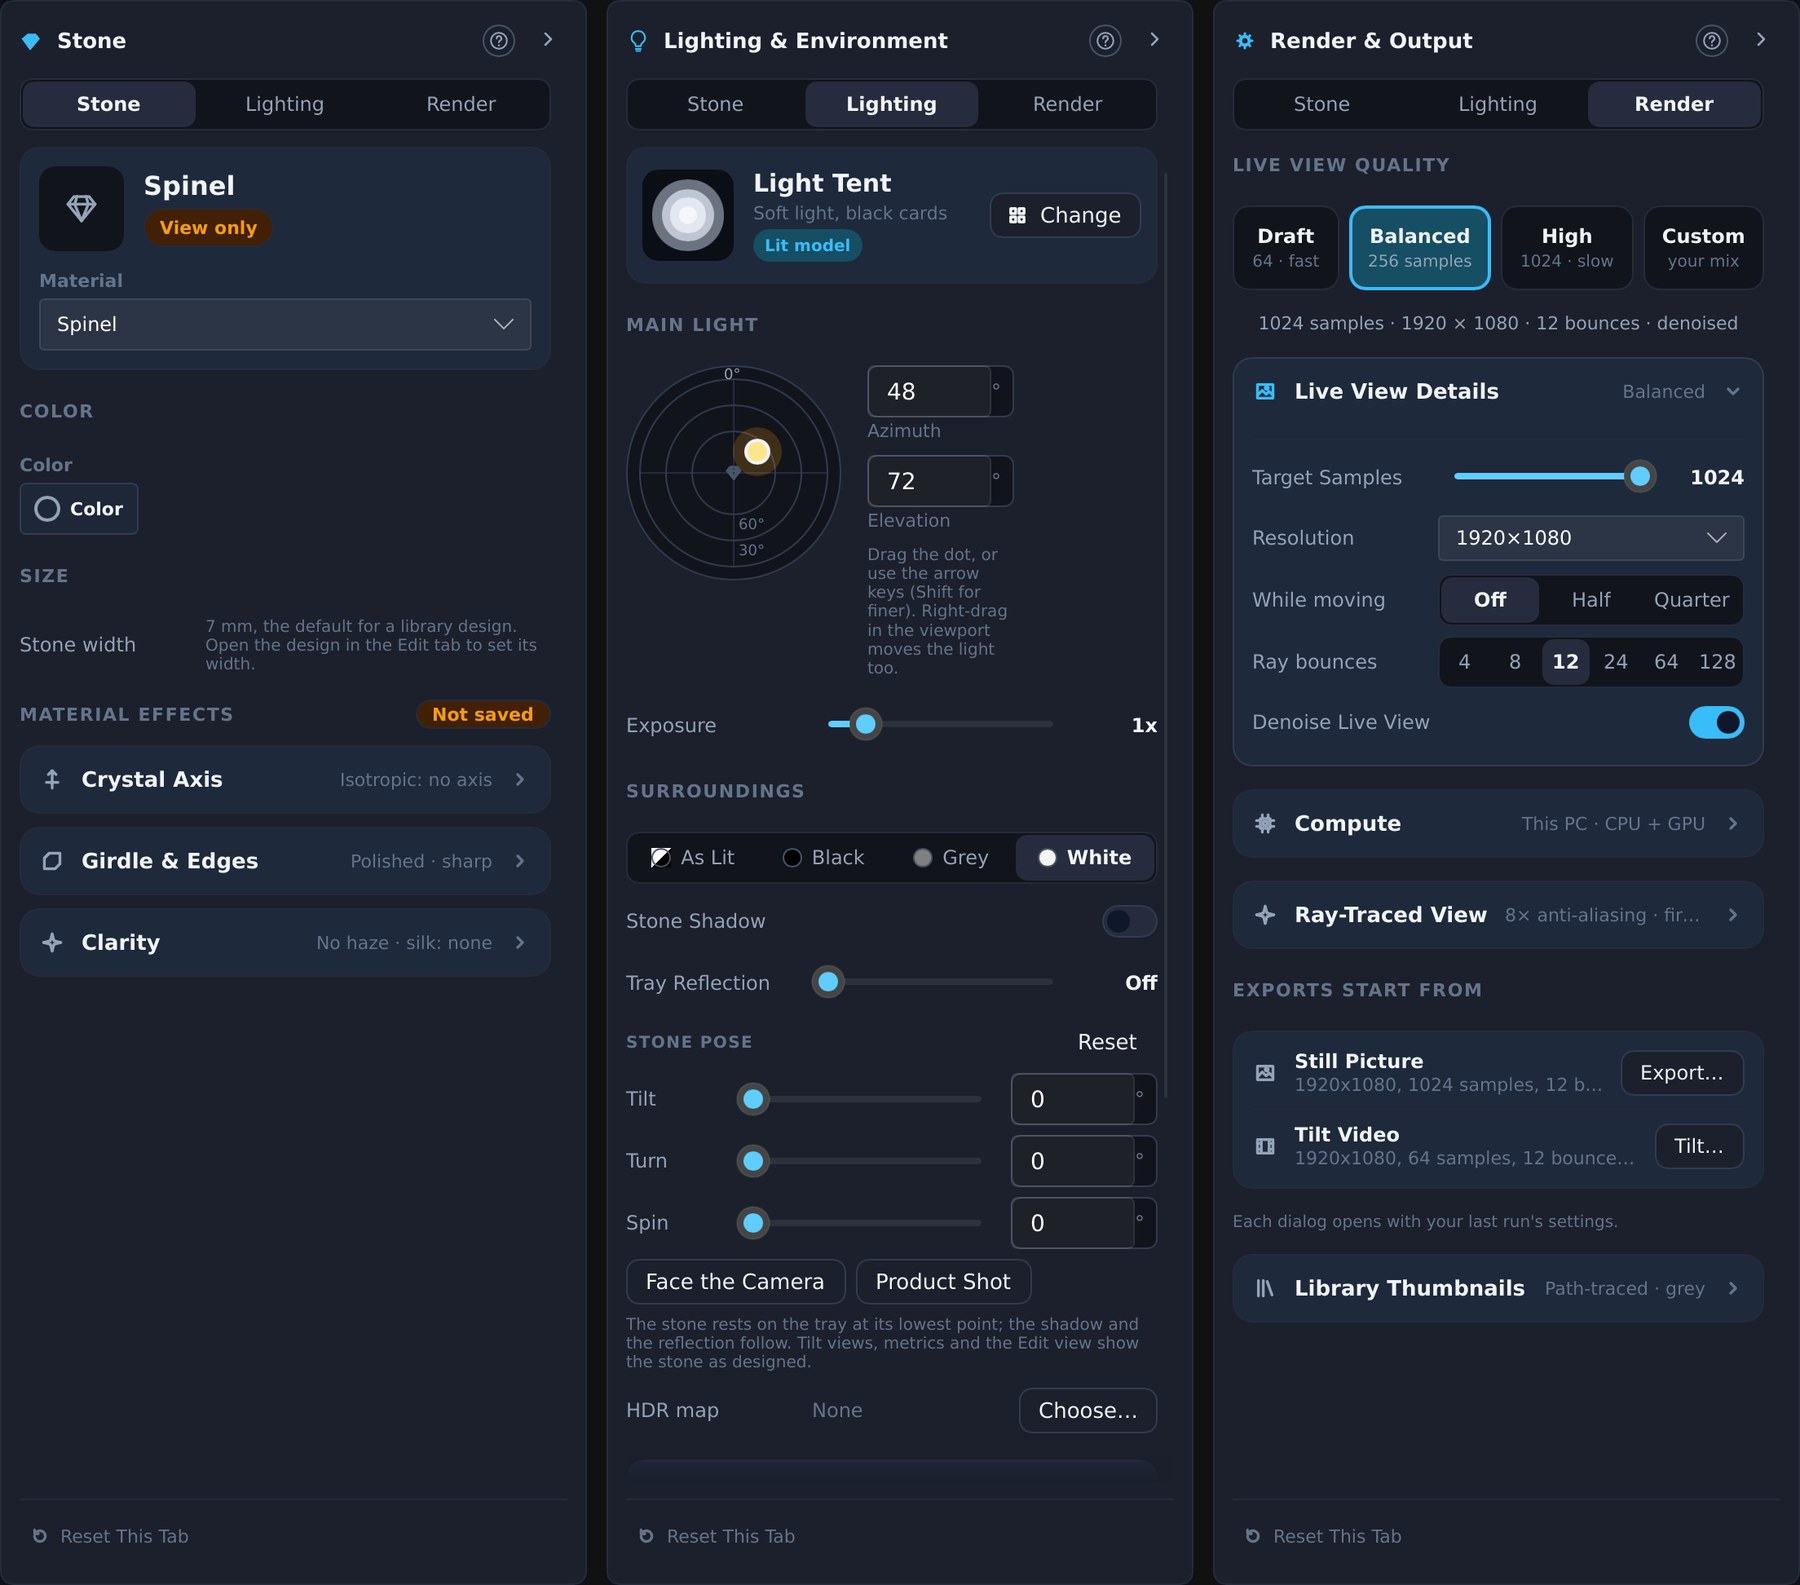 Stone
Stone Lighting Render
Spinel
View only
Material
Spinel
COLOR
Color
Color
SIZE
Stone width
7 mm, the default for a library design.
Open the design in the Edit tab to set its
width.
MATERIAL EFFECTS
Not saved
Crystal Axis Isotropic: no axis
Girdle & Edges Polished · sharp
Clarity No haze · silk: none
Reset This Tab
Lighting & Environment
Stone Lighting Render
Light Tent
Soft light, black cards
Lit model
Change
MAIN LIGHT
0°
60°
30°
48 °
Azimuth
72 °
Elevation
Drag the dot, or
use the arrow
keys (Shift for
finer). Right-drag
in the viewport
moves the light
too.
Exposure 1x
SURROUNDINGS
As Lit Black Grey White
Stone Shadow
Tray Reflection Off
STONE POSE Reset
Tilt 0 °
Turn 0 °
Spin 0 °
Face the Camera Product Shot
The stone rests on the tray at its lowest point; the shadow and
the reflection follow. Tilt views, metrics and the Edit view show
the stone as designed.
HDR map None Choose...
Reset This Tab
Render & Output
Stone Lighting Render
LIVE VIEW QUALITY
Draft
64 · fast
Balanced
256 samples
High
1024 · slow
Custom
your mix
1024 samples · 1920 × 1080 · 12 bounces · denoised
Live View Details Balanced
Target Samples 1024
Resolution 1920×1080
While moving Off Half Quarter
Ray bounces 4 8 12 24 64 128
Denoise Live View
Compute This PC · CPU + GPU
Ray-Traced View 8× anti-aliasing · fir...
EXPORTS START FROM
Still Picture
1920x1080, 1024 samples, 12 b...
Export...
Tilt Video
1920x1080, 64 samples, 12 bounce...
Tilt...
Each dialog opens with your last run's settings.
Library Thumbnails Path-traced · grey
Reset This Tab